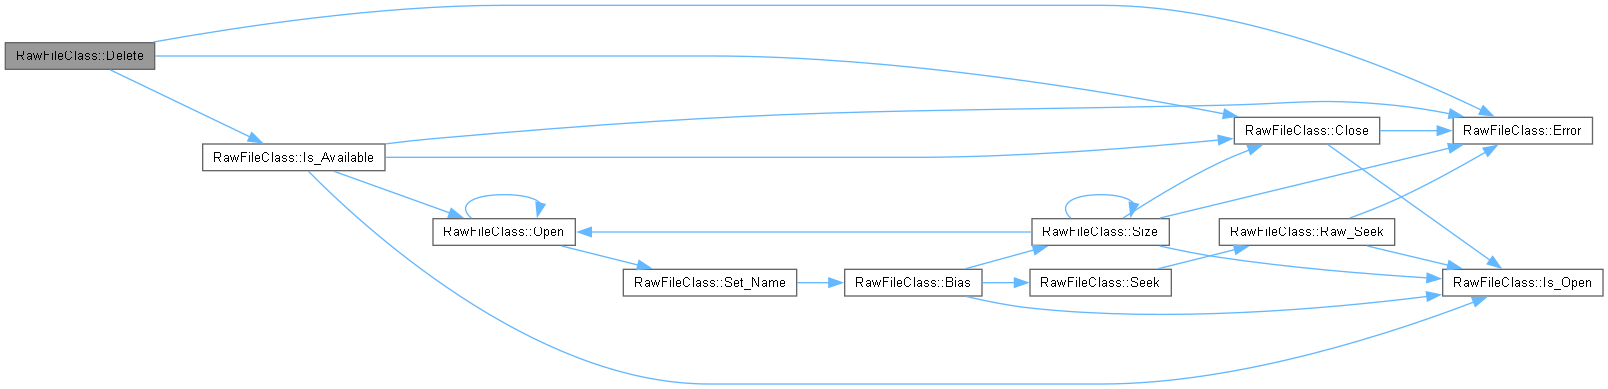 RawFileClass::Delete
RawFileClass::Is_Available
RawFileClass::Open
RawFileClass::Set_Name
RawFileClass::Bias
RawFileClass::Size
RawFileClass::Seek
RawFileClass::Close
RawFileClass::Raw_Seek
RawFileClass::Error
RawFileClass::Is_Open